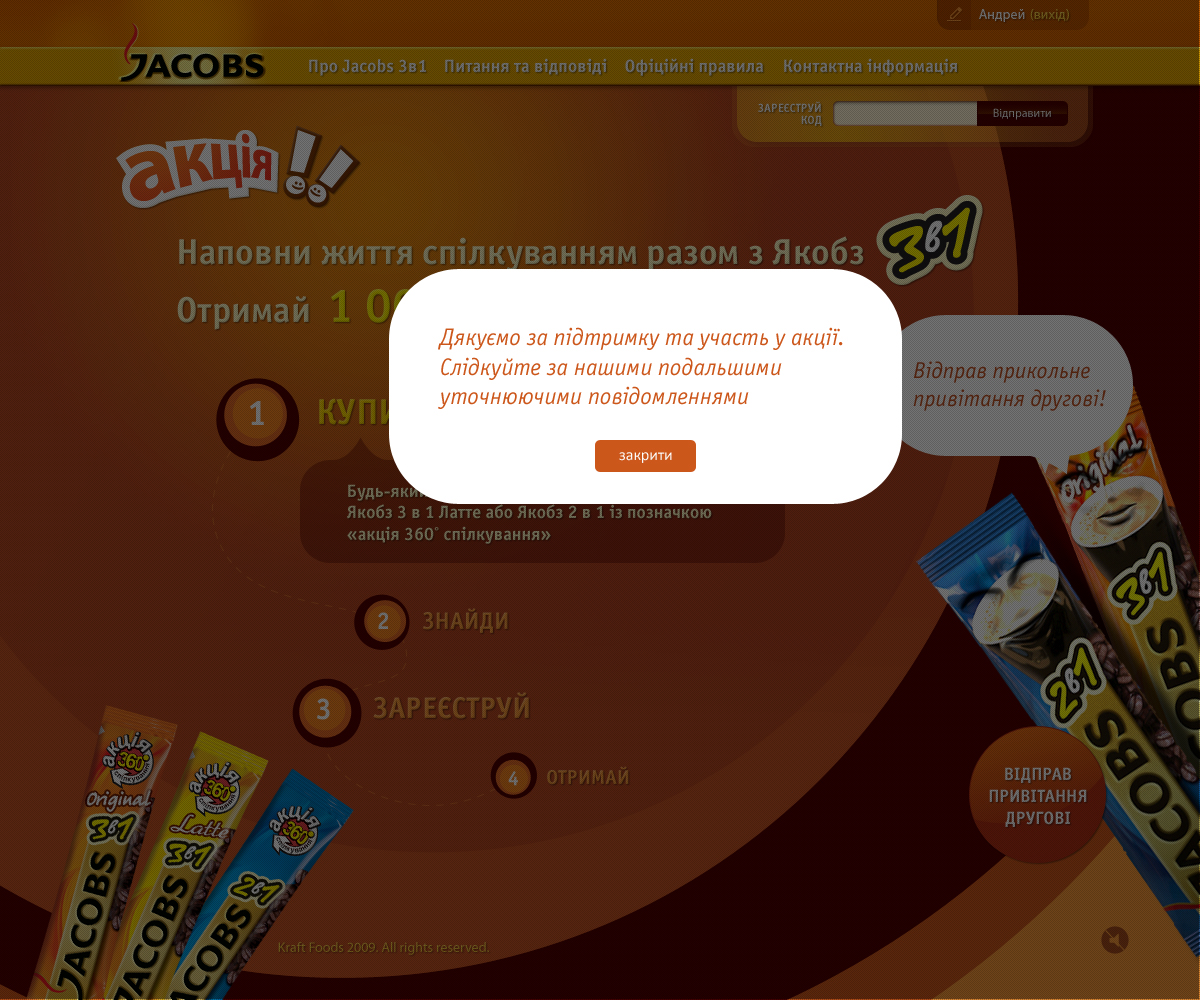 Андрей (вихід)
JACOBS
Про Jacobs 3в1 Питання та відповіді Офіційні правила Контактна інформація
ЗАРЕЄСТРУЙ
КОД
Відправити
акція!!
Наповни життя спілкуванням разом з Якобз 3в1
Отримай 1 0
Дякуємо за підтримку та участь у акції.
Слідкуйте за нашими подальшими
уточнюючими повідомленнями
закрити
Відправ прикольне
привітання другові!
1
Будь-яки
Якобз 3 в 1 Латте або Якобз 2 в 1 із позначкою
«акція 360° спілкування»
2 ЗНАЙДИ
3 ЗАРЕЄСТРУЙ
4 ОТРИМАЙ
Original
3в1
JACOBS
2в1
JACOBS
ВІДПРАВ
ПРИВІТАННЯ
ДРУГОВІ
акція
360°
спілкування
Original
3в1
JACOBS
акція
360°
спілкування
Latte
3в1
JACOBS
акція
360°
спілкування
2в1
JACOBS
Kraft Foods 2009. All rights reserved.